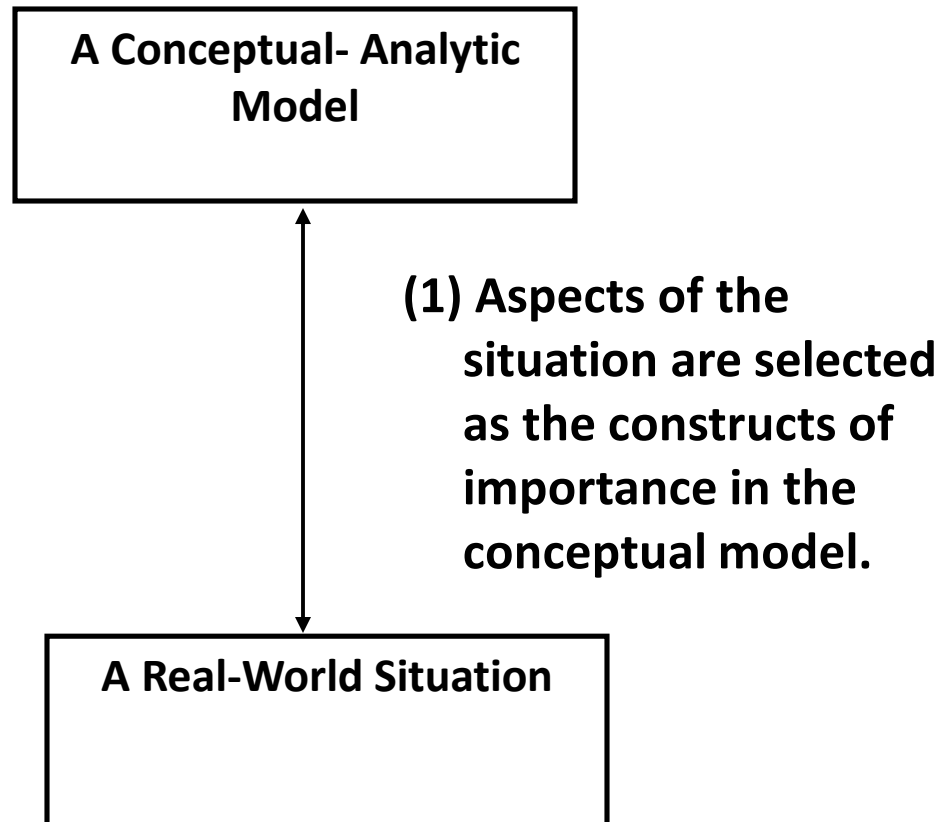 A Conceptual- Analytic
Model
(1) Aspects of the
situation are selected
as the constructs of
importance in the
conceptual model.
A Real-World Situation